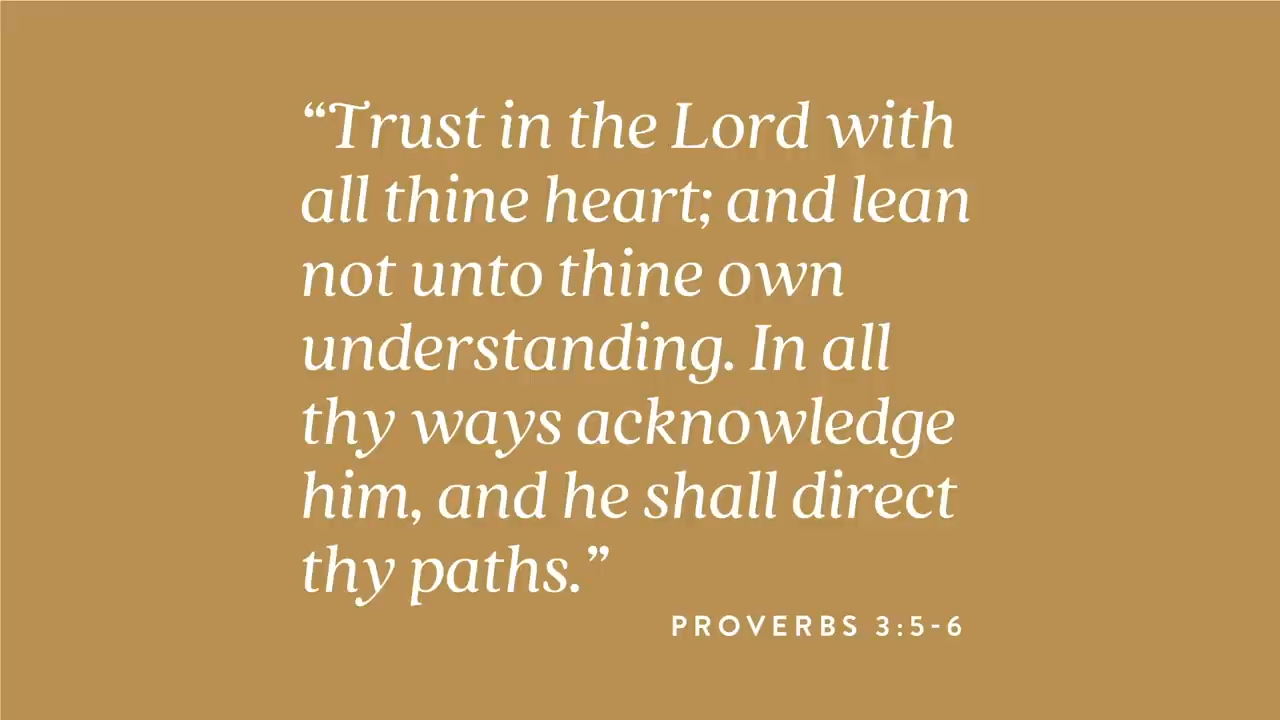 “Trust in the Lord with
all thine heart; and lean
not unto thine own
understanding. In all
thy ways acknowledge
him, and he shall direct
thy paths.”
PROVERBS 3:5-6